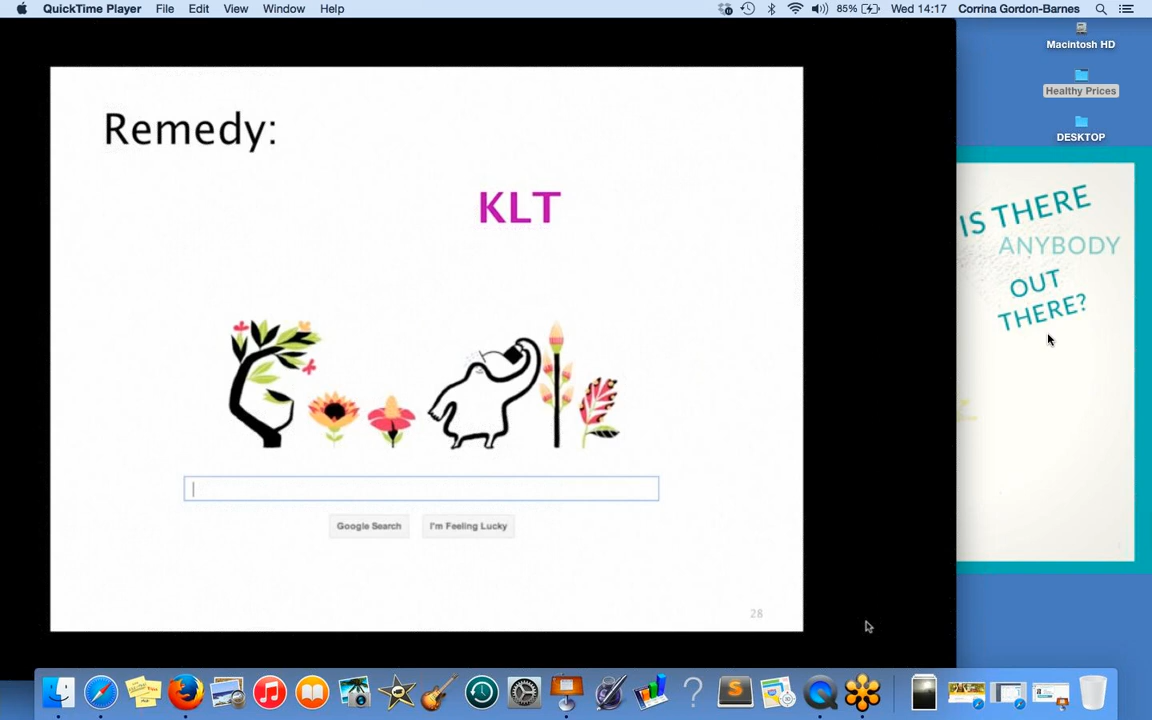 QuickTime Player File Edit View Window Help 85% Wed 14:17 Corrina Gordon-Barnes
Macintosh HD
Healthy Prices
DESKTOP
Remedy:
KLT
Google Search I'm Feeling Lucky
28
IS THERE
ANYBODY
OUT
THERE?